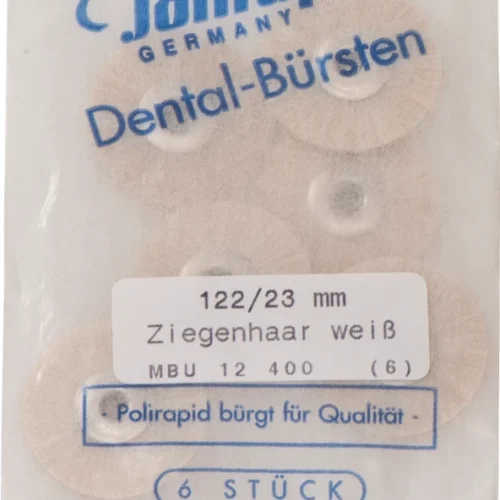 GERMANY
Dental-Bürsten
122/23 mm
Ziegenhaar weiß
MBU 12 400 (6)
- Polirapid bürgt für Qualität -
6 STÜCK